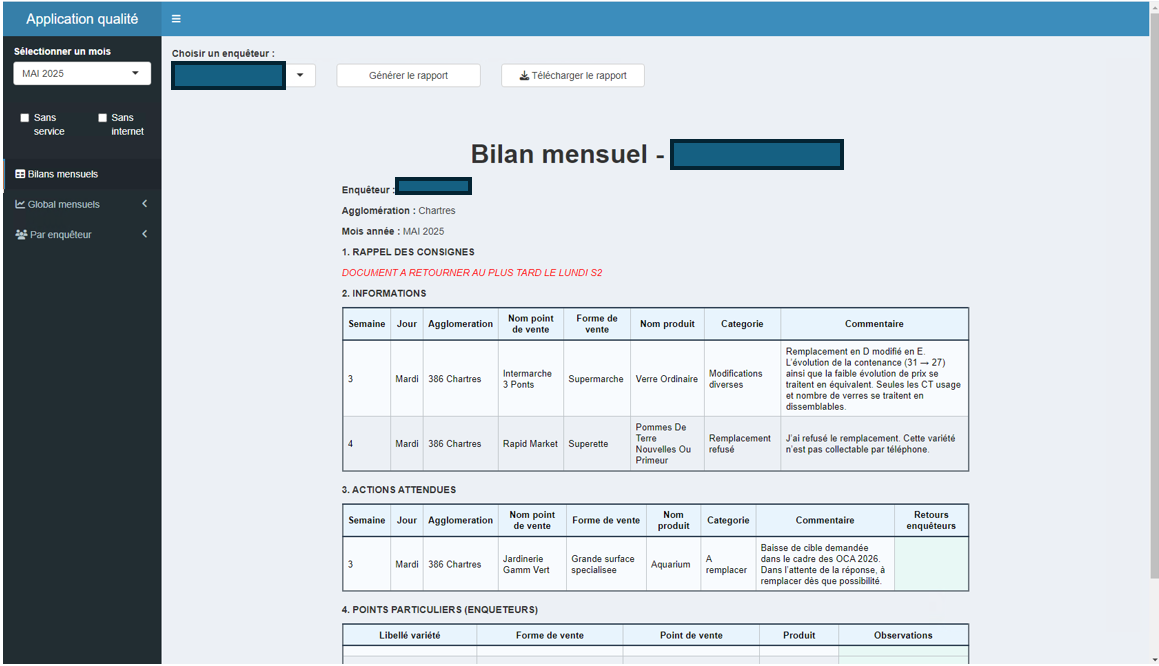 Application qualité
Sélectionner un mois
MAI 2025
Sans service
Sans internet
Bilans mensuels
Global mensuels
Par enquêteur
Choisir un enquêteur :
Générer le rapport
Télécharger le rapport
Bilan mensuel -
Enquêteur :
Agglomération : Chartres
Mois année : MAI 2025
1. RAPPEL DES CONSIGNES
DOCUMENT A RETOURNER AU PLUS TARD LE LUNDI S2
2. INFORMATIONS
Semaine Jour Agglomeration Nom point de vente Forme de vente Nom produit Categorie Commentaire
3 Mardi 386 Chartres Intermarche 3 Ponts Supermarche Verre Ordinaire Modifications diverses
Remplacement en D modifié en E.
L'évolution de la contenance (31 → 27)
ainsi que la faible évolution de prix se
traitent en équivalent. Seules les CT usage
et nombre de verres se traitent en
dissemblables.
4 Mardi 386 Chartres Rapid Market Superette Pommes De Terre Nouvelles Ou Primeur Remplacement refusé
J'ai refusé le remplacement. Cette variété
n'est pas collectable par téléphone.
3. ACTIONS ATTENDUES
Semaine Jour Agglomeration Nom point de vente Forme de vente Nom produit Categorie Commentaire Retours enquêteurs
3 Mardi 386 Chartres Jardinerie Gamm Vert Grande surface specialisee Aquarium A remplacer
Baisse de cible demandée
dans le cadre des OCA 2026.
Dans l'attente de la réponse, à
remplacer dès que possibilité.
4. POINTS PARTICULIERS (ENQUETEURS)
Libellé variété Forme de vente Point de vente Produit Observations